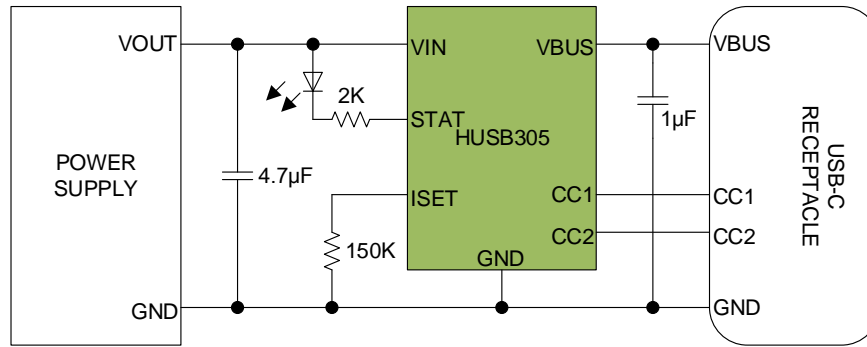 VOUT
VIN
VBUS
VBUS
2K
STAT
HUSB305
1µF
POWER
SUPPLY
4.7µF
ISET
CC1
CC1
150K
CC2
CC2
GND
GND
GND
USB-C
RECEPTACLE